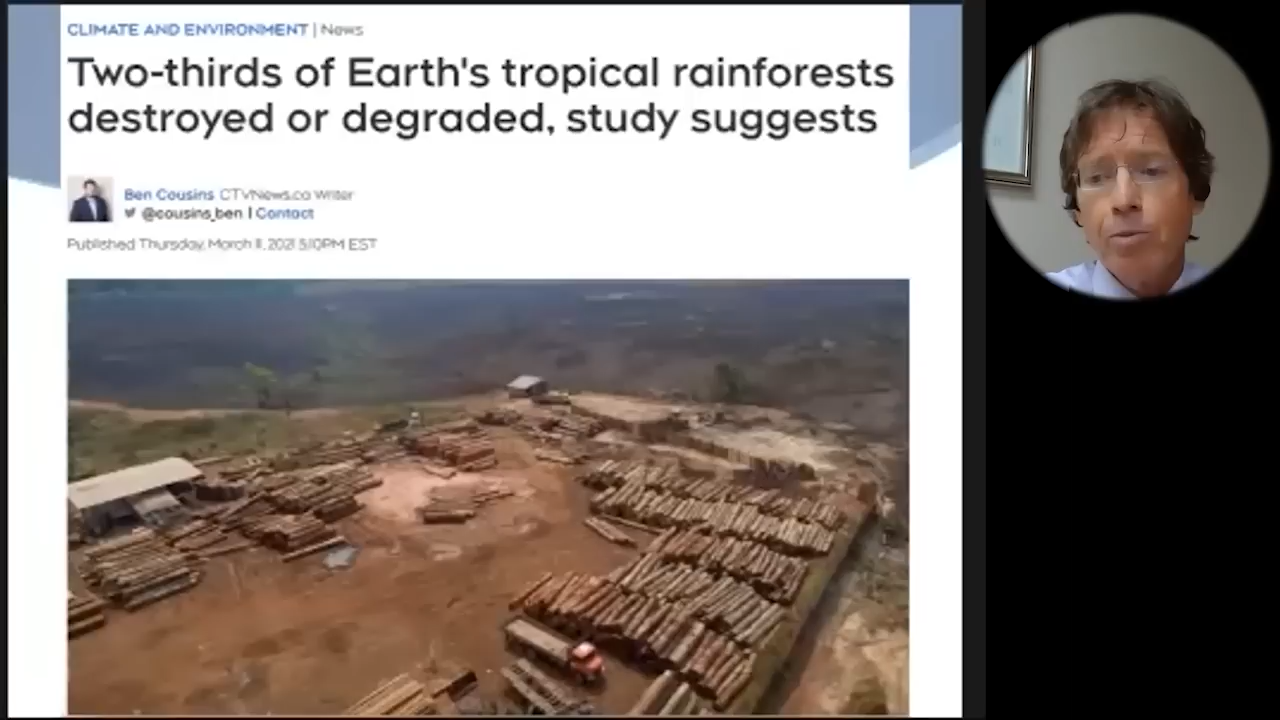 CLIMATE AND ENVIRONMENT | News
Two-thirds of Earth's tropical rainforests
destroyed or degraded, study suggests
Ben Cousins CTVNews.ca Writer
@cousins_ben | Contact
Published Thursday, March 11, 2021 5:10PM EST